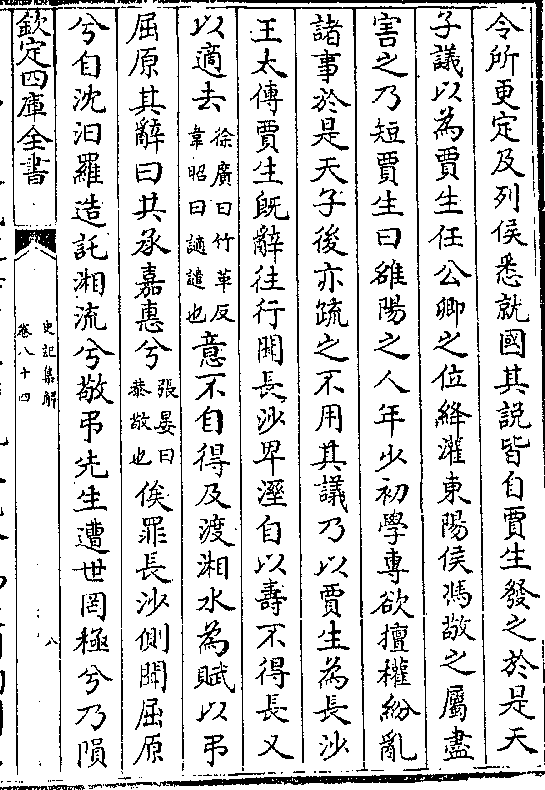 令所更定及列侯悉就國其説皆自賈生發之於是天
子議以為賈生任公卿之位絳灌東陽侯馮敬之屬盡
害之乃短賈生曰雒陽之人年少初學專欲擅權紛亂
諸事於是天子後亦疏之不用其議乃以賈生為長沙
王太傅賈生既辭往行聞長沙卑溼自以壽不得長又
以適去徐廣曰竹革反韋昭曰讁譴也意不自得及渡湘水為賦以弔
屈原其辭曰共承嘉惠兮張晏曰恭敬也俟罪長沙側聞屈原
兮自沈汨羅造託湘流兮敬弔先生遭世罔極兮乃隕
欽定四庫全書
史記集解
卷八十四
八